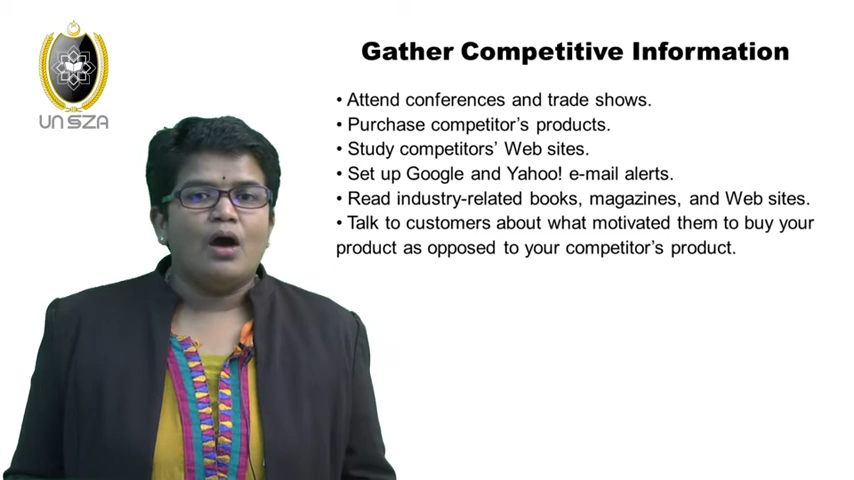 UNSZA
Gather Competitive Information
• Attend conferences and trade shows.
• Purchase competitor's products.
• Study competitors' Web sites.
• Set up Google and Yahoo! e-mail alerts.
• Read industry-related books, magazines, and Web sites.
• Talk to customers about what motivated them to buy your
product as opposed to your competitor's product.